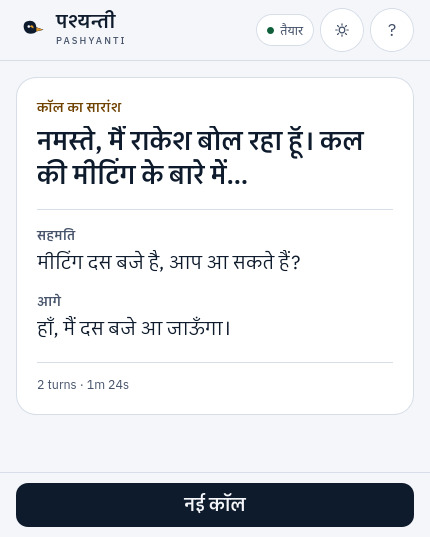 पश्यन्ती
PASHYANTI
तैयार
?
कॉल का सारांश
नमस्ते, मैं राकेश बोल रहा हूँ। कल
की मीटिंग के बारे में…
सहमति
मीटिंग दस बजे है, आप आ सकते हैं?
आगे
हाँ, मैं दस बजे आ जाऊँगा।
2 turns · 1m 24s
नई कॉल